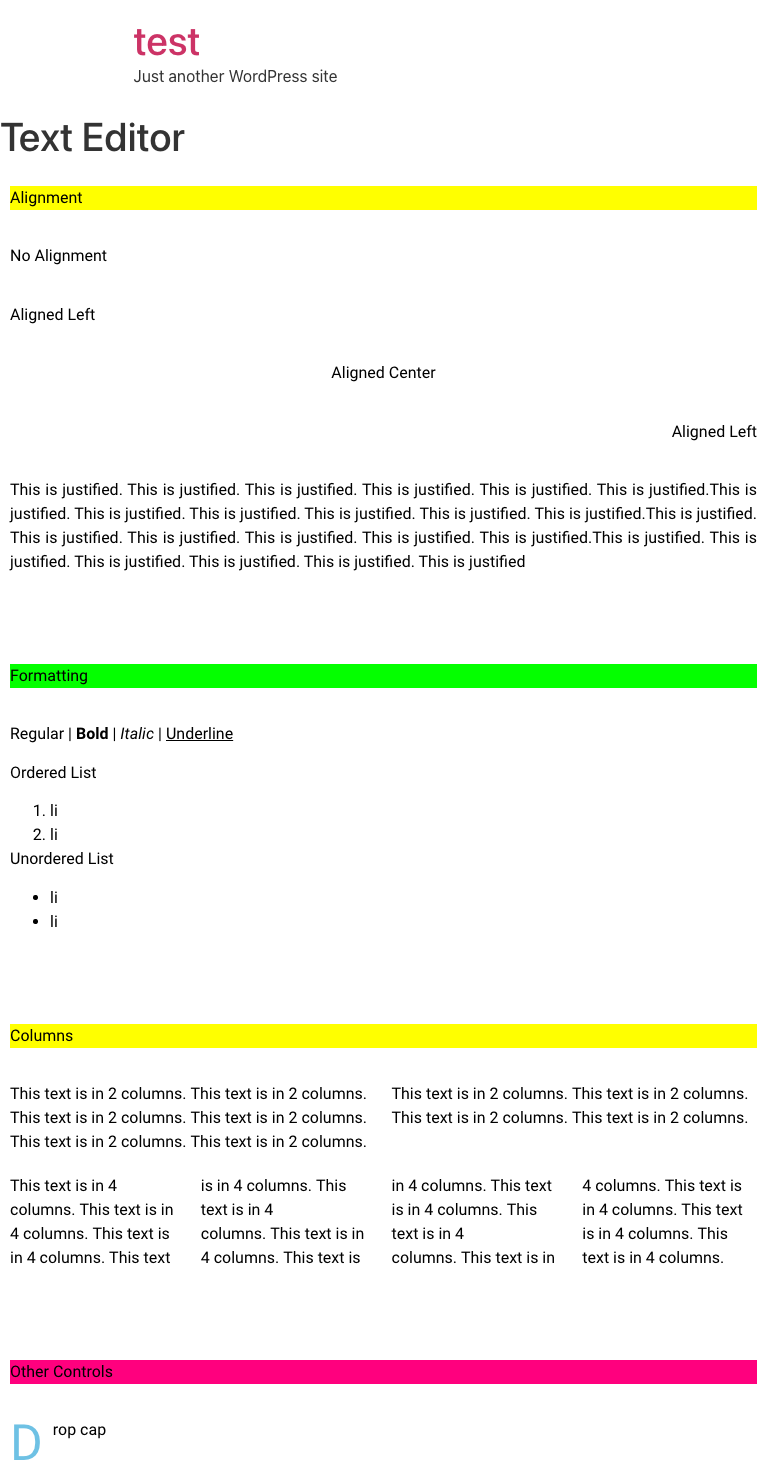 test
Just another WordPress site
Text Editor
Alignment
No Alignment
Aligned Left
Aligned Center
Aligned Left
This is justified. This is justified. This is justified. This is justified. This is justified. This is justified.This is
justified. This is justified. This is justified. This is justified. This is justified. This is justified.This is justified.
This is justified. This is justified. This is justified. This is justified. This is justified.This is justified. This is
justified. This is justified. This is justified. This is justified. This is justified
Formatting
Regular | Bold | Italic | Underline
Ordered List
1. li
2. li
Unordered List
• li
• li
Columns
This text is in 2 columns. This text is in 2 columns.
This text is in 2 columns. This text is in 2 columns.
This text is in 2 columns. This text is in 2 columns.
This text is in 2 columns. This text is in 2 columns.
This text is in 2 columns. This text is in 2 columns.
This text is in 4
columns. This text is in
4 columns. This text is
in 4 columns. This text
is in 4 columns. This
text is in 4
columns. This text is in
4 columns. This text is
in 4 columns. This text
is in 4 columns. This
text is in 4
columns. This text is in
4 columns. This text is
in 4 columns. This text
is in 4 columns. This
text is in 4 columns.
Other Controls
Drop cap